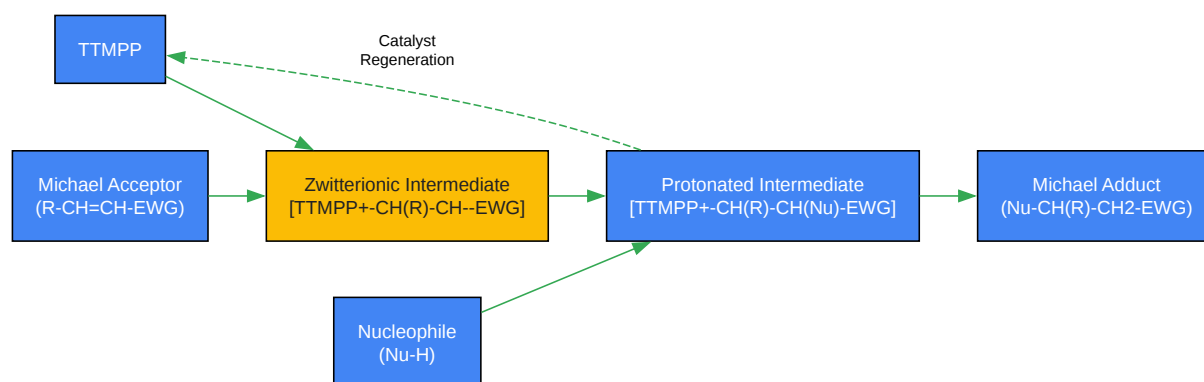 TTMPP
Catalyst
Regeneration
Michael Acceptor
(R-CH=CH-EWG)
Zwitterionic Intermediate
[TTMPP+-CH(R)-CH--EWG]
Protonated Intermediate
[TTMPP+-CH(R)-CH(Nu)-EWG]
Michael Adduct
(Nu-CH(R)-CH2-EWG)
Nucleophile
(Nu-H)